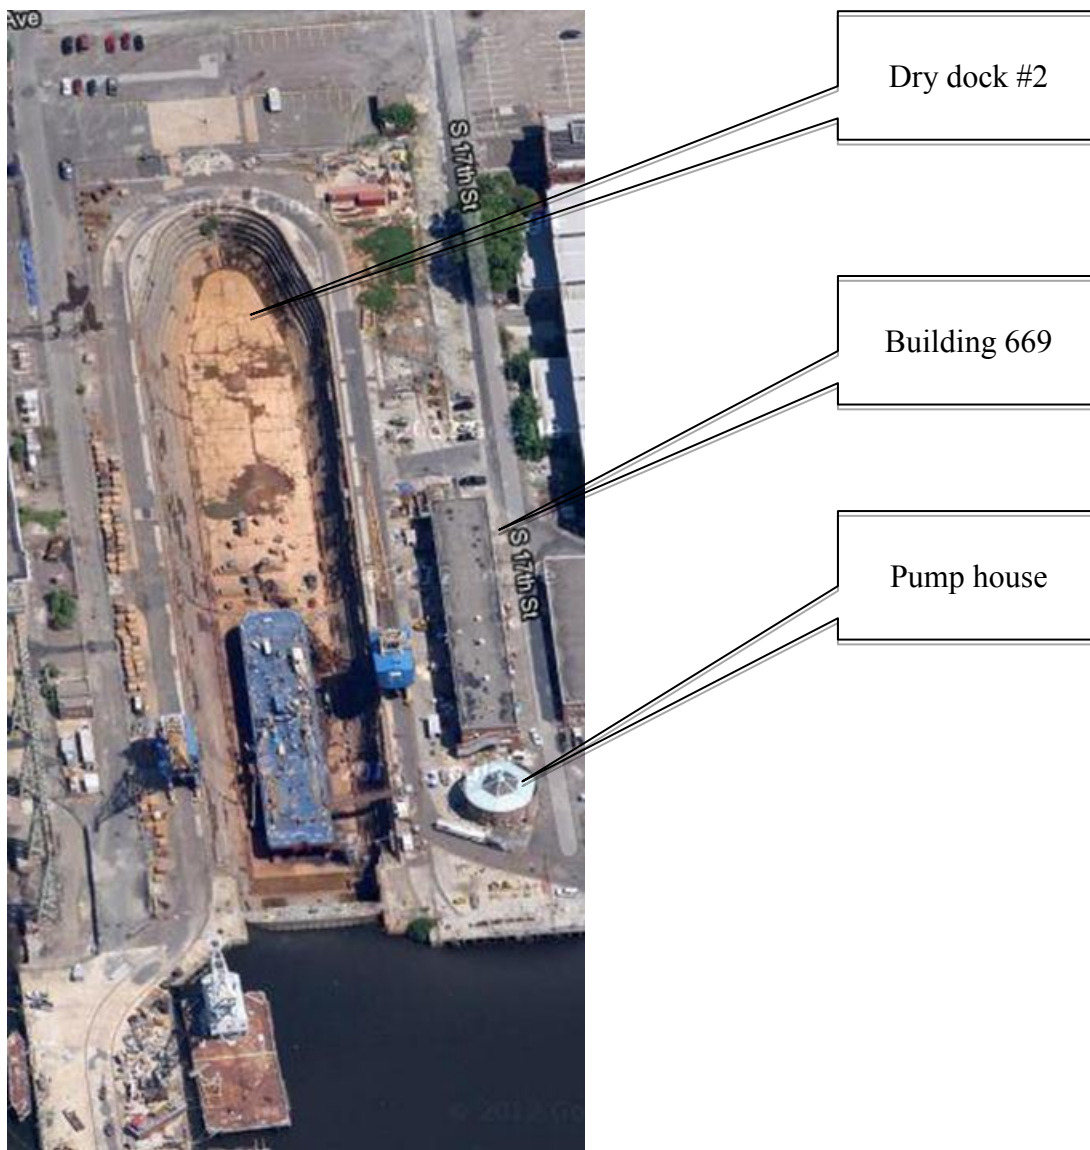 Ave
Dry dock #2
S 17th St
Building 669
S 17th St
Pump house
© 2012 Go